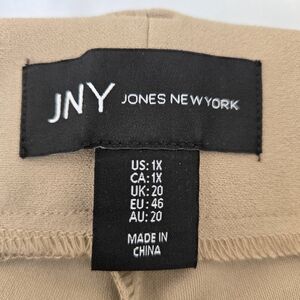 JNY JONES NEW YORK
US: 1X
CA: 1X
UK: 20
EU: 46
AU: 20
MADE IN
CHINA